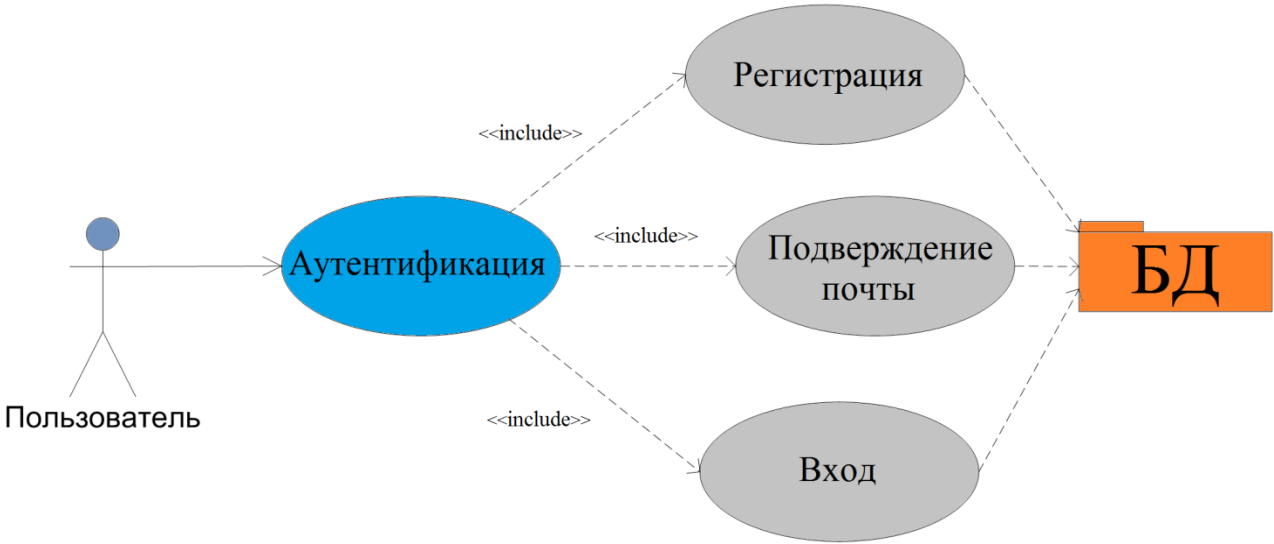 Регистрация
<<include>>
Аутентификация
<<include>>
Подверждение
почты
БД
Пользователь
<<include>>
Вход